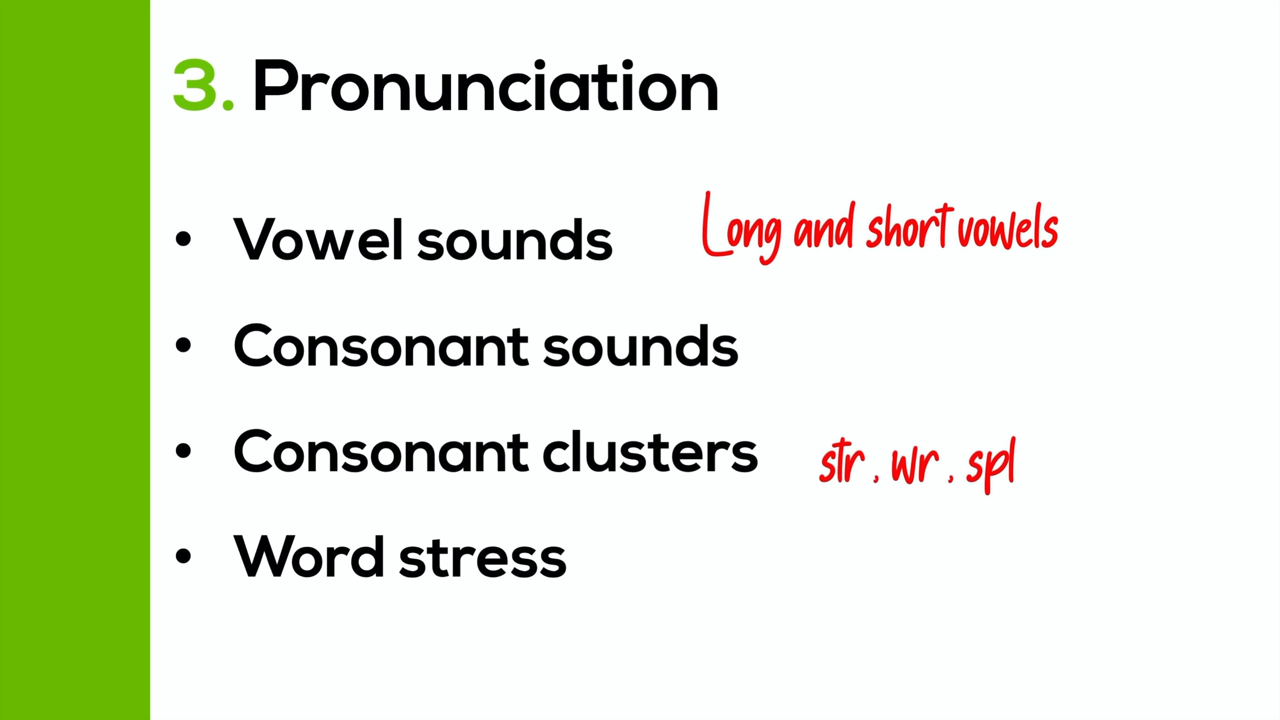 3. Pronunciation
• Vowel sounds Long and short vowels
• Consonant sounds
• Consonant clusters str, wr, spl
• Word stress